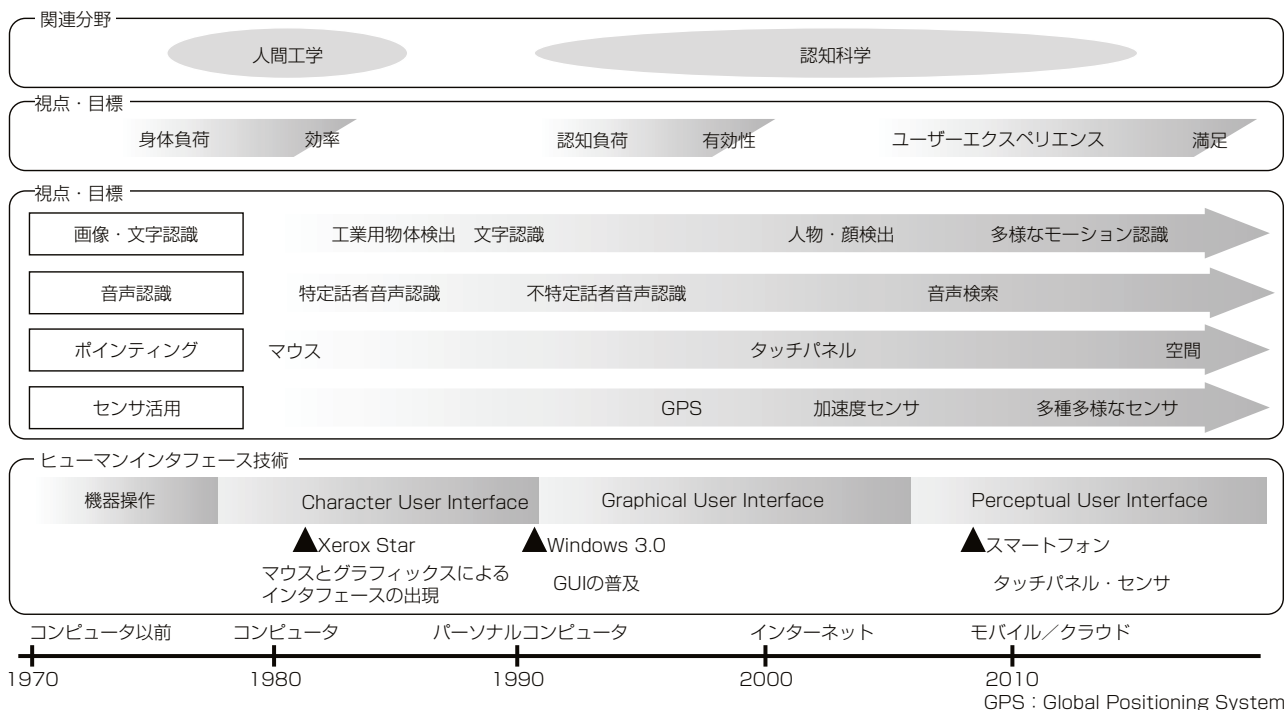 関連分野
人間工学
認知科学
視点・目標
身体負荷
効率
認知負荷
有効性
ユーザーエクスペリエンス
満足
視点・目標
画像・文字認識
工業用物体検出
文字認識
人物・顔検出
多様なモーション認識
音声認識
特定話者音声認識
不特定話者音声認識
音声検索
ポインティング
マウス
タッチパネル
空間
センサ活用
GPS
加速度センサ
多種多様なセンサ
ヒューマンインタフェース技術
機器操作
Character User Interface
Graphical User Interface
Perceptual User Interface
▲Xerox Star
マウスとグラフィックスによる
インタフェースの出現
▲Windows 3.0
GUIの普及
▲スマートフォン
タッチパネル・センサ
コンピュータ以前
コンピュータ
パーソナルコンピュータ
インターネット
モバイル／クラウド
1970
1980
1990
2000
2010
GPS：Global Positioning System